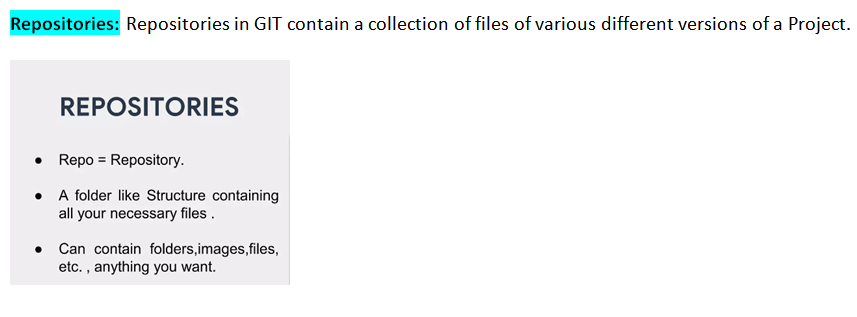 Repositories: Repositories in GIT contain a collection of files of various different versions of a Project.
REPOSITORIES
• Repo = Repository.
• A folder like Structure containing
all your necessary files .
• Can contain folders,images,files,
etc. , anything you want.